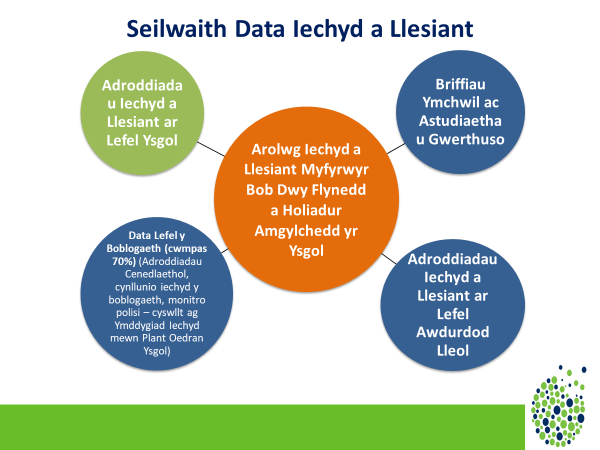 Seilwaith Data Iechyd a Llesiant
Adroddiada
u Iechyd a
Llesiant ar
Lefel Ysgol
Briffiau
Ymchwil ac
Astudiaetha
u Gwerthuso
Arolwg Iechyd a
Llesiant Myfyrwyr
Bob Dwy Flynedd
a Holiadur
Amgylchedd yr
Ysgol
Data Lefel y
Boblogaeth (cwmpas
70%) (Adroddiadau
Cenedlaethol,
cynllunio iechyd y
boblogaeth, monitro
polisi – cyswllt ag
Ymddygiad Iechyd
mewn Plant Oedran
Ysgol)
Adroddiadau
Iechyd a
Llesiant ar
Lefel
Awdurdod
Lleol